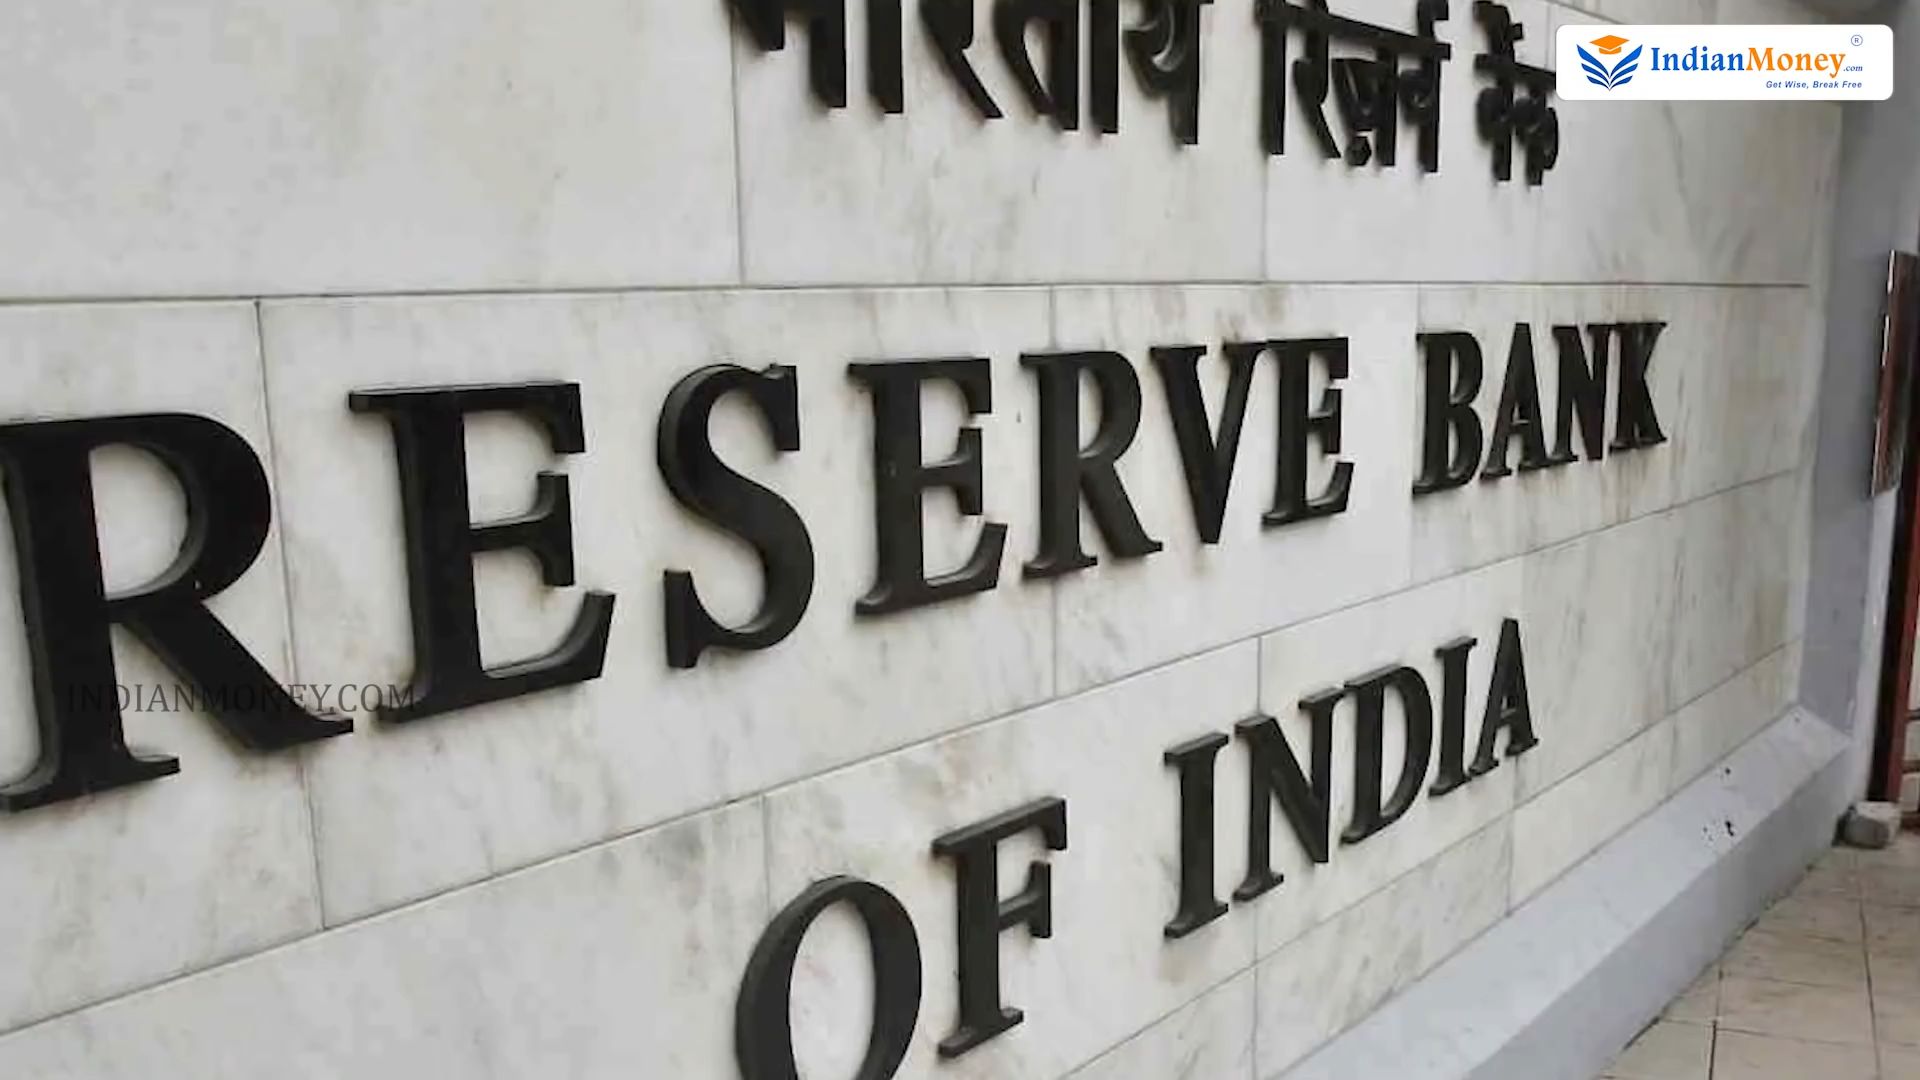 भारतीय रिज़र्व बैंक
IndianMoney.com
®
Get Wise, Break Free
RESERVE BANK
INDIANMONEY.COM
OF INDIA